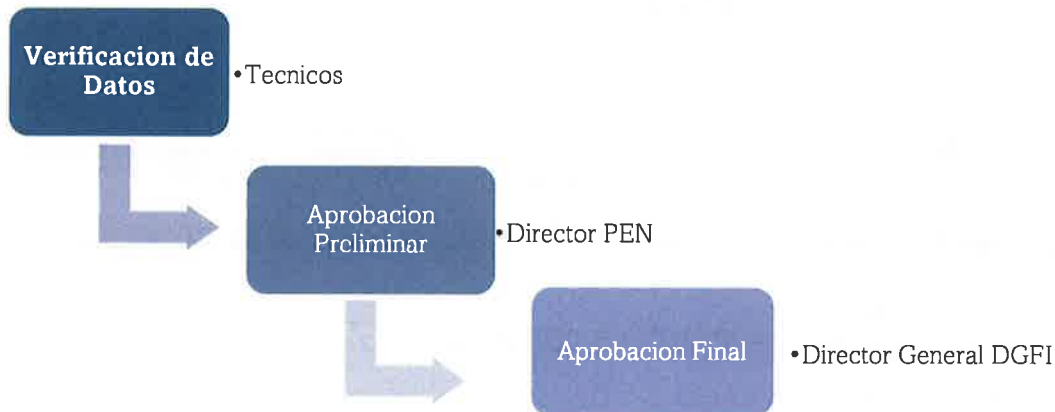 Verificacion de
Datos
•Tecnicos
Aprobacion
Preliminar
•Director PEN
Aprobacion Final
•Director General DGFI